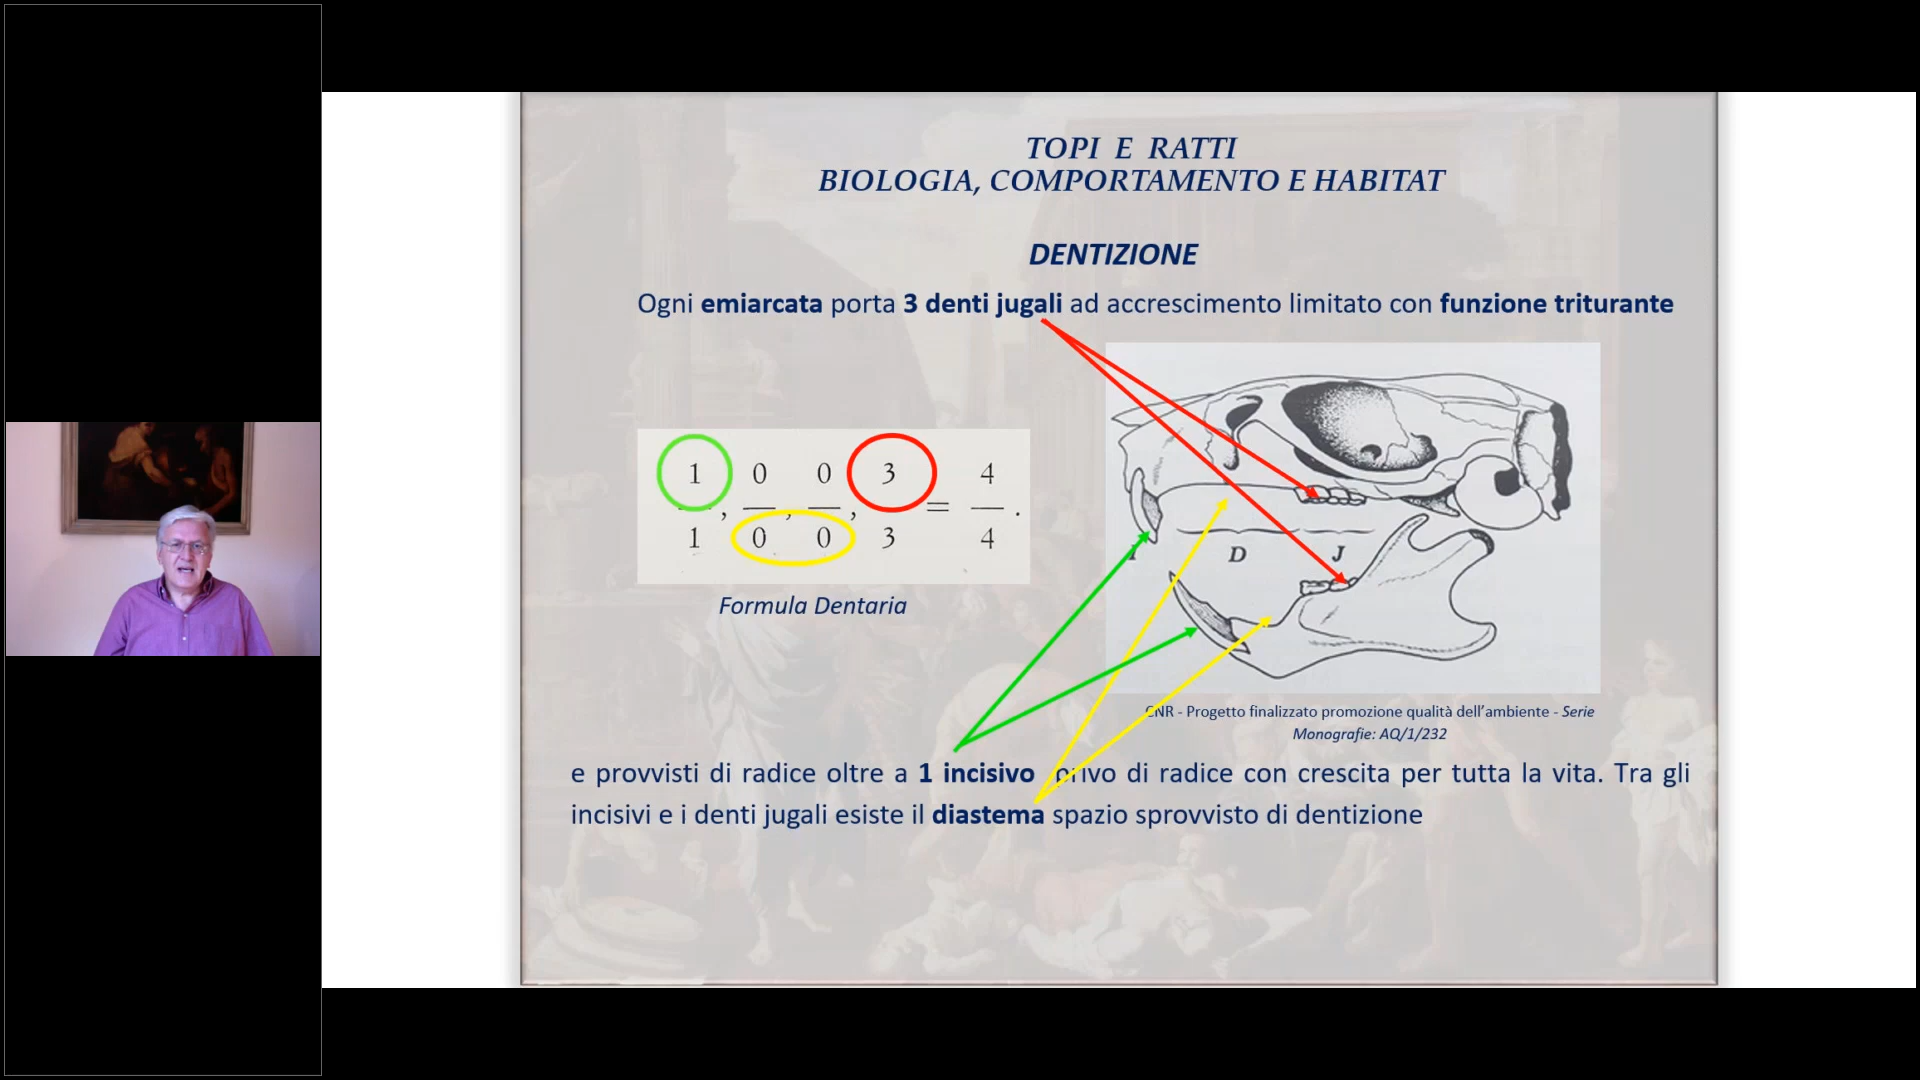 TOPI E RATTI
BIOLOGIA, COMPORTAMENTO E HABITAT
DENTIZIONE
Ogni emiarcata porta 3 denti jugali ad accrescimento limitato con funzione triturante
1 0 0 3 4
, , , = .
1 0 0 3 4
Formula Dentaria
I D J
CNR - Progetto finalizzato promozione qualità dell'ambiente - Serie
Monografie: AQ/1/232
e provvisti di radice oltre a 1 incisivo privo di radice con crescita per tutta la vita. Tra gli
incisivi e i denti jugali esiste il diastema spazio sprovvisto di dentizione